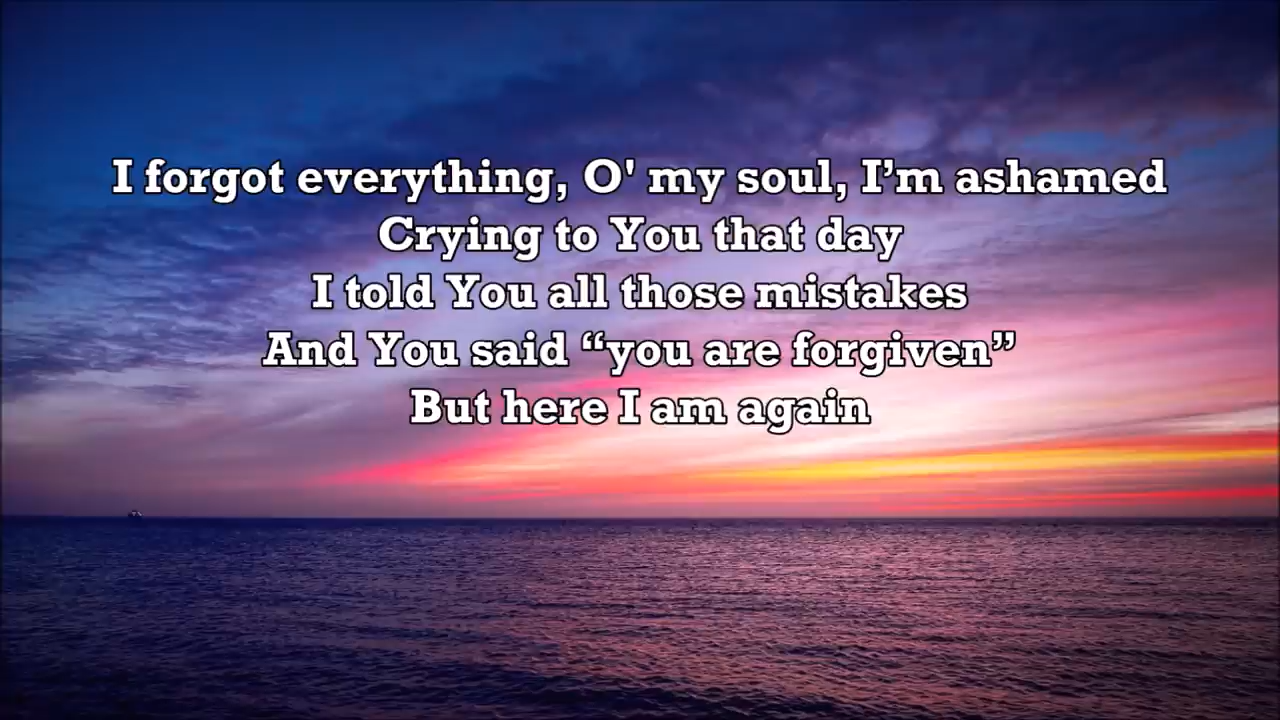 I forgot everything, O' my soul, I’m ashamed
Crying to You that day
I told You all those mistakes
And You said “you are forgiven”
But here I am again